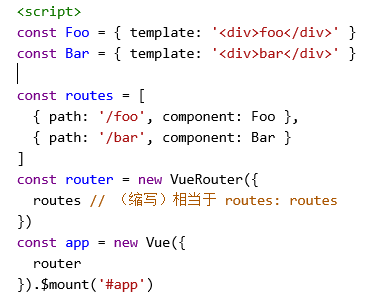 <script>
const Foo = { template: '<div>foo</div>' }
const Bar = { template: '<div>bar</div>' }

const routes = [
  { path: '/foo', component: Foo },
  { path: '/bar', component: Bar }
]
const router = new VueRouter({
  routes // （缩写）相当于 routes: routes
})
const app = new Vue({
  router
}).$mount('#app')